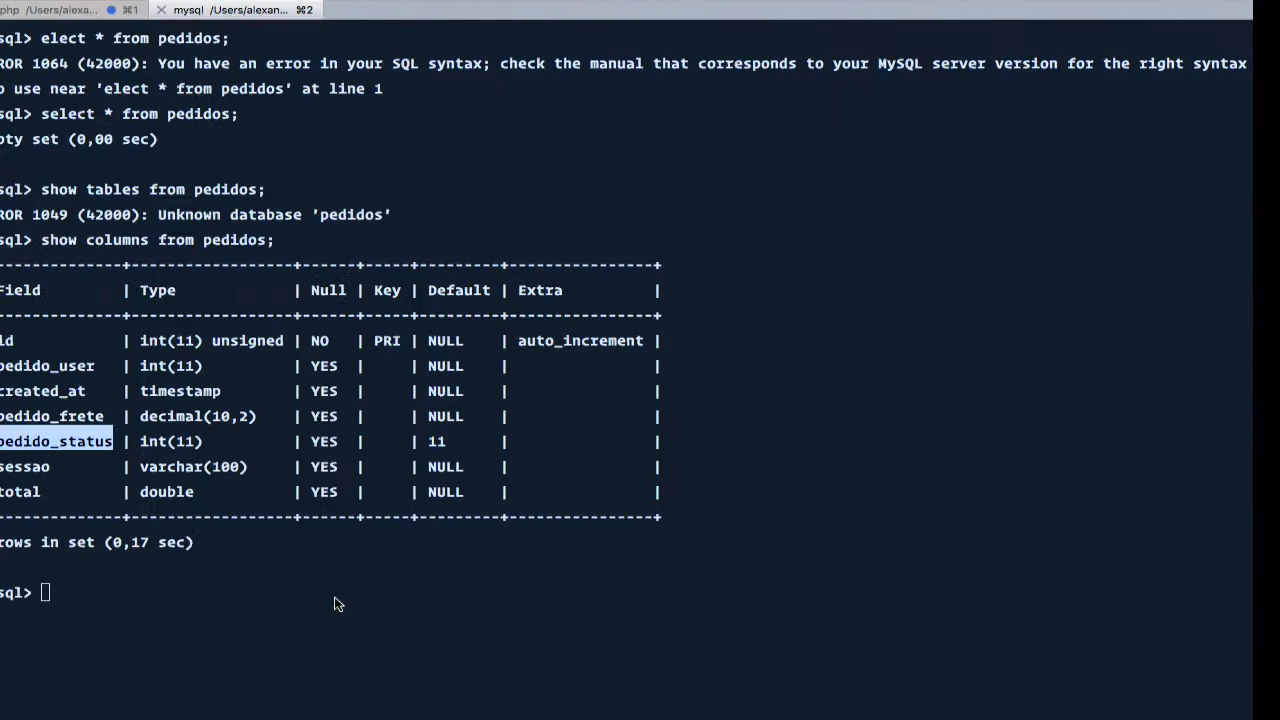 php /Users/alexa... ⌘1 mysql /Users/alexan... ⌘2
sql> elect * from pedidos;
ROR 1064 (42000): You have an error in your SQL syntax; check the manual that corresponds to your MySQL server version for the right syntax
o use near 'elect * from pedidos' at line 1
sql> select * from pedidos;
pty set (0,00 sec)
sql> show tables from pedidos;
ROR 1049 (42000): Unknown database 'pedidos'
sql> show columns from pedidos;
--------------+------------------+------+-----+---------+----------------+
Field | Type | Null | Key | Default | Extra |
--------------+------------------+------+-----+---------+----------------+
id | int(11) unsigned | NO | PRI | NULL | auto_increment |
pedido_user | int(11) | YES | | NULL | |
created_at | timestamp | YES | | NULL | |
pedido_frete | decimal(10,2) | YES | | NULL | |
pedido_status | int(11) | YES | | 11 | |
sessao | varchar(100) | YES | | NULL | |
total | double | YES | | NULL | |
--------------+------------------+------+-----+---------+----------------+
rows in set (0,17 sec)
sql>